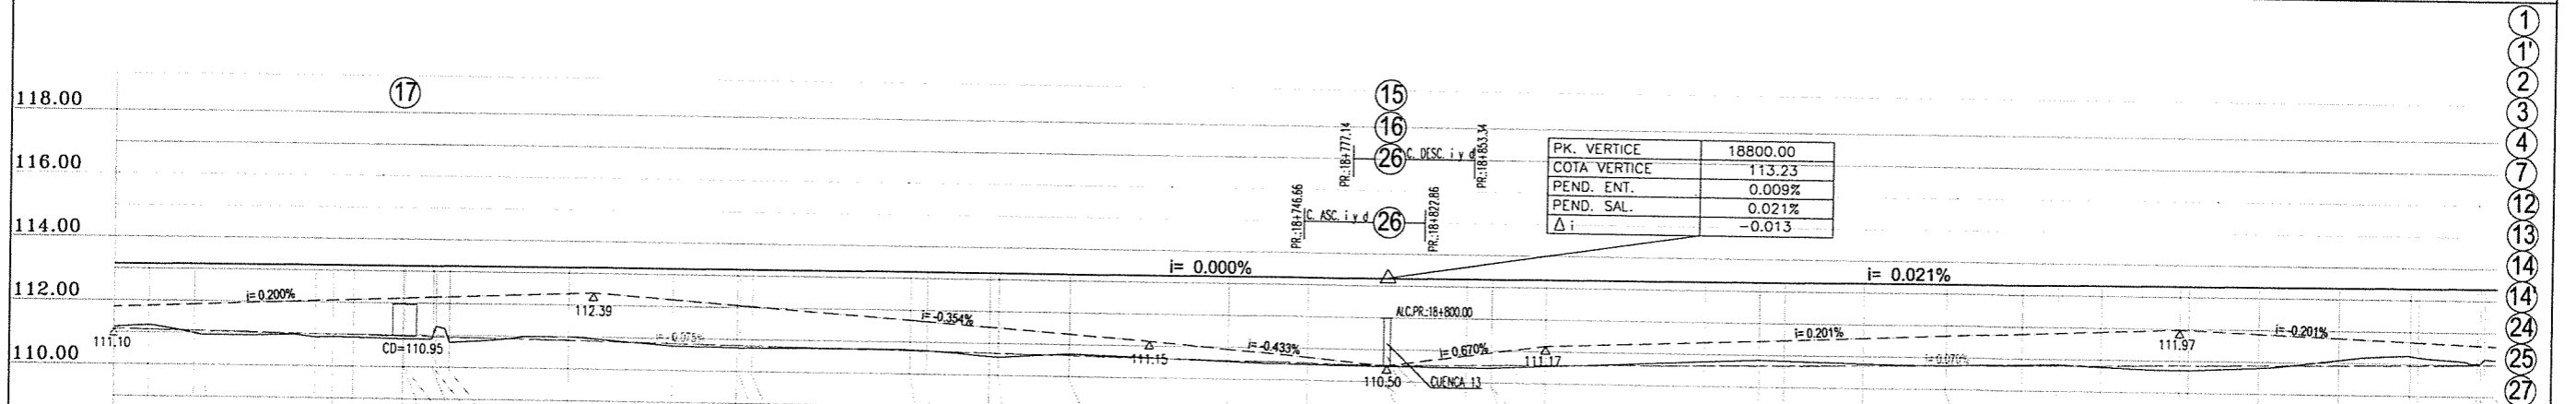 118.00
116.00
114.00
112.00
110.00
17
15
16
26
C. DESC. i y d
PR.:18+777.14
PR.:18+853.34
26
C. ASC. i y d
PR.:18+746.66
PR.:18+822.86
PK. VERTICE 18800.00
COTA VERTICE 113.23
PEND. ENT. 0.009%
PEND. SAL. 0.021%
Δ i -0.013
i= 0.000%
i= 0.021%
i= 0.200%
112.39
i= -0.354%
i= -0.433%
ALC.PR.:18+800.00
i= 0.670%
i= 0.201%
i= -0.201%
111.10
CD=110.95
i= -0.075%
111.15
110.50
CUENCA 13
111.17
i= 0.070%
111.97
1
1'
2
3
4
7
12
13
14
14'
24
25
27